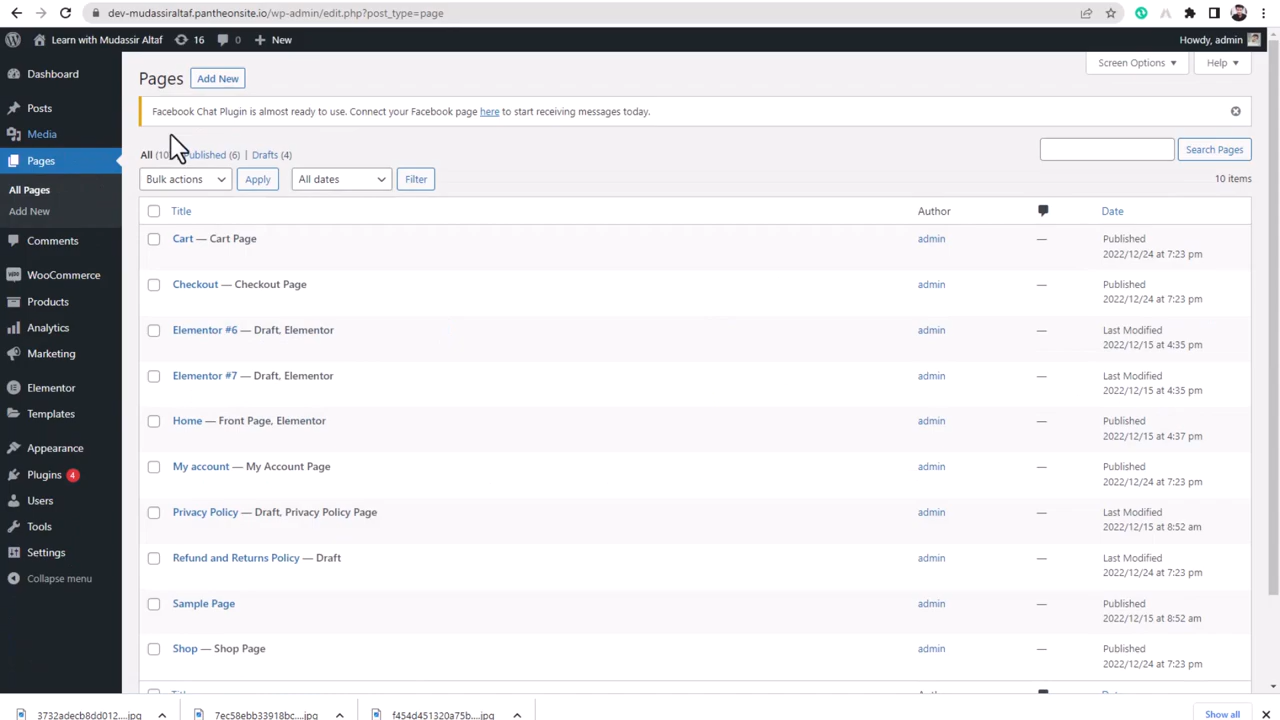 dev-mudassiraltaf.pantheonsite.io/wp-admin/edit.php?post_type=page
Learn with Mudassir Altaf 16 0 New Howdy, admin
Dashboard
Posts
Media
Pages
All Pages
Add New
Comments
WooCommerce
Products
Analytics
Marketing
Elementor
Templates
Appearance
Plugins 4
Users
Tools
Settings
Collapse menu
Screen Options Help
Pages Add New
Facebook Chat Plugin is almost ready to use. Connect your Facebook page here to start receiving messages today.
All (10 ublished (6) | Drafts (4)
Search Pages
Bulk actions Apply All dates Filter 10 items
Title Author Date
Cart — Cart Page admin — Published
2022/12/24 at 7:23 pm
Checkout — Checkout Page admin — Published
2022/12/24 at 7:23 pm
Elementor #6 — Draft, Elementor admin — Last Modified
2022/12/15 at 4:35 pm
Elementor #7 — Draft, Elementor admin — Last Modified
2022/12/15 at 4:35 pm
Home — Front Page, Elementor admin — Published
2022/12/15 at 4:37 pm
My account — My Account Page admin — Published
2022/12/24 at 7:23 pm
Privacy Policy — Draft, Privacy Policy Page admin — Last Modified
2022/12/15 at 8:52 am
Refund and Returns Policy — Draft admin — Last Modified
2022/12/24 at 7:23 pm
Sample Page admin — Published
2022/12/15 at 8:52 am
Shop — Shop Page admin — Published
2022/12/24 at 7:23 pm
3732adecb8dd012....jpg 7ec58ebb33918bc....jpg f454d451320a75b....jpg Show all